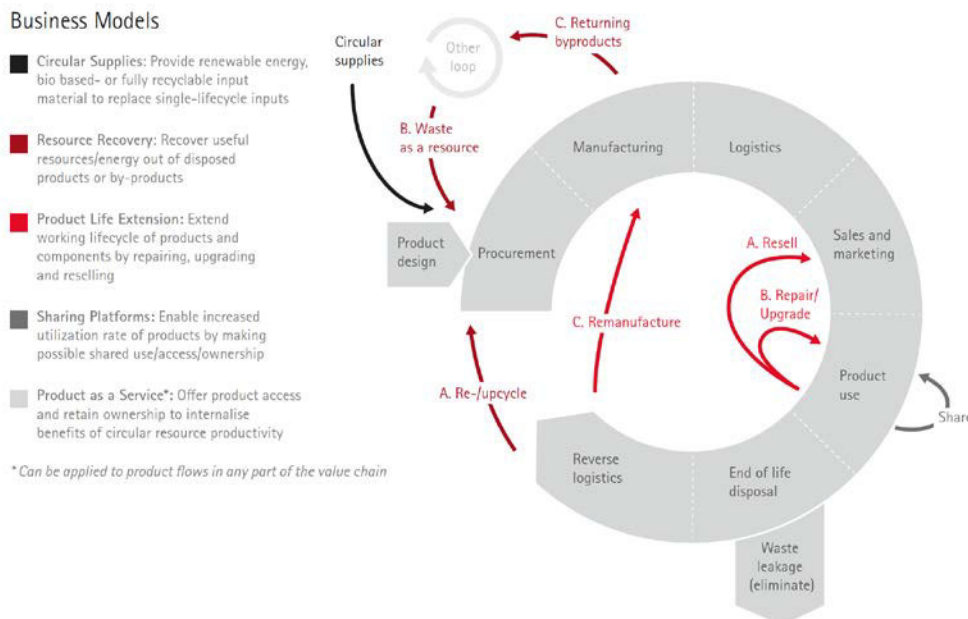 Business Models
Circular Supplies: Provide renewable energy,
bio based- or fully recyclable input
material to replace single-lifecycle inputs
Resource Recovery: Recover useful
resources/energy out of disposed
products or by-products
Product Life Extension: Extend
working lifecycle of products and
components by repairing, upgrading
and reselling
Sharing Platforms: Enable increased
utilization rate of products by making
possible shared use/access/ownership
Product as a Service*: Offer product access
and retain ownership to internalise
benefits of circular resource productivity
* Can be applied to product flows in any part of the value chain
Circular
supplies
Other
loop
C. Returning
byproducts
B. Waste
as a resource
Manufacturing
Logistics
Product
design
Procurement
Sales and
marketing
A. Resell
B. Repair/
Upgrade
C. Remanufacture
Product
use
A. Re-/upcycle
Share
Reverse
logistics
End of life
disposal
Waste
leakage
(eliminate)